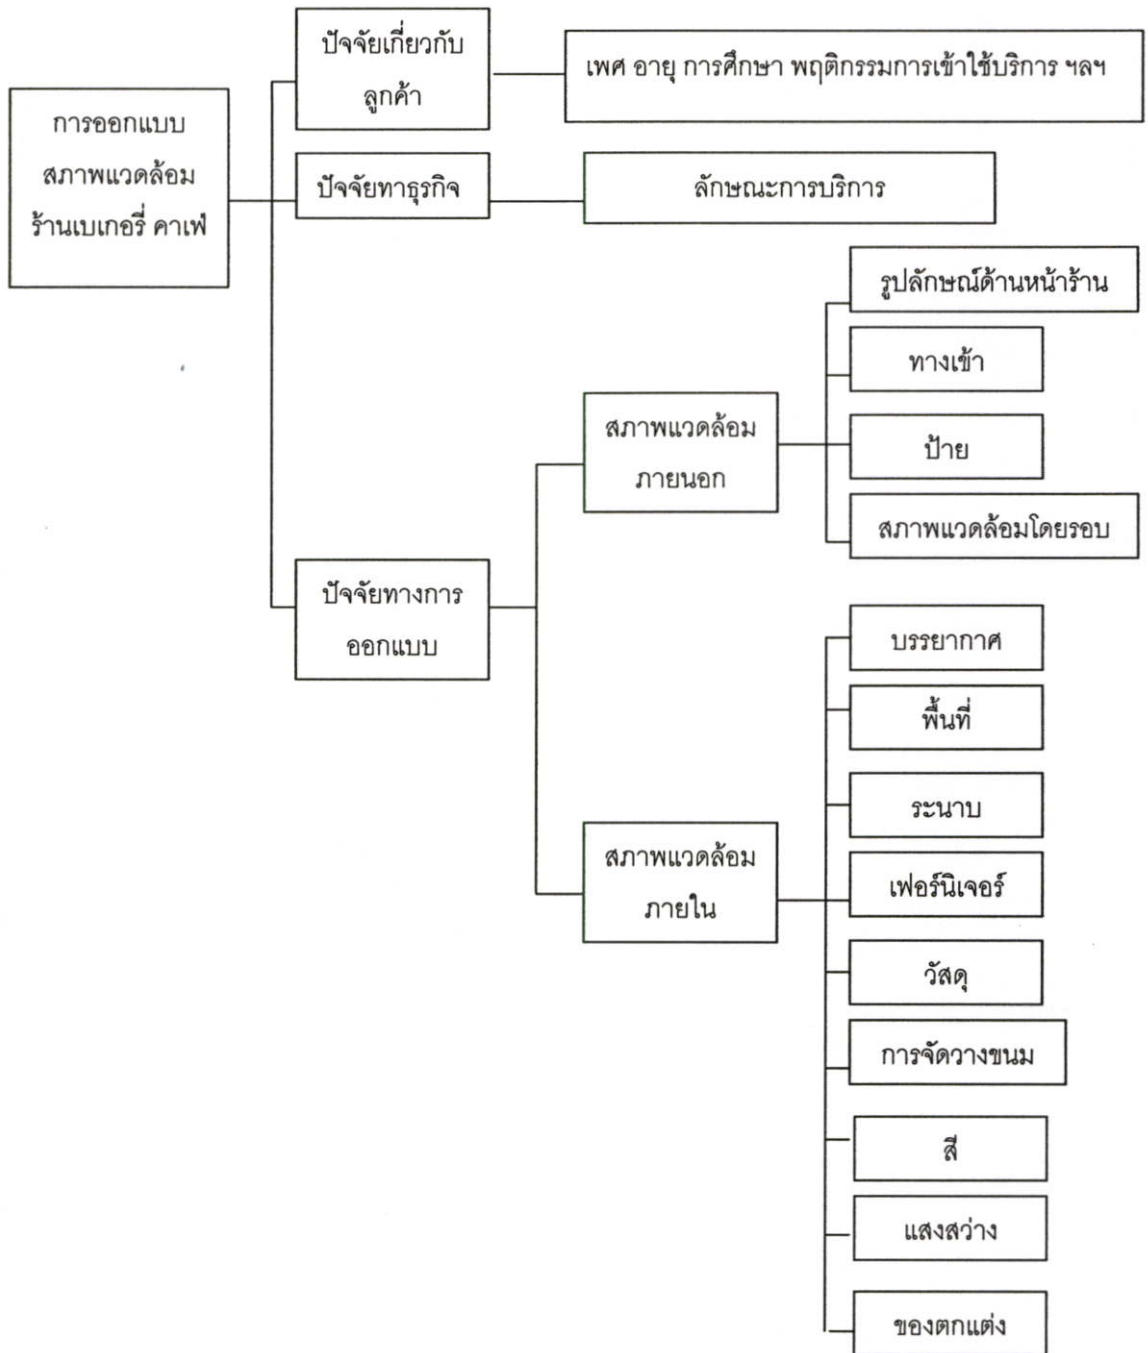 การออกแบบ
สภาพแวดล้อม
ร้านเบเกอรี่ คาเฟ่
ปัจจัยเกี่ยวกับ
ลูกค้า
เพศ อายุ การศึกษา พฤติกรรมการเข้าใช้บริการ ฯลฯ
ปัจจัยทาธุรกิจ
ลักษณะการบริการ
ปัจจัยทางการ
ออกแบบ
สภาพแวดล้อม
ภายนอก
รูปลักษณ์ด้านหน้าร้าน
ทางเข้า
ป้าย
สภาพแวดล้อมโดยรอบ
สภาพแวดล้อม
ภายใน
บรรยากาศ
พื้นที่
ระนาบ
เฟอร์นิเจอร์
วัสดุ
การจัดวางขนม
สี
แสงสว่าง
ของตกแต่ง